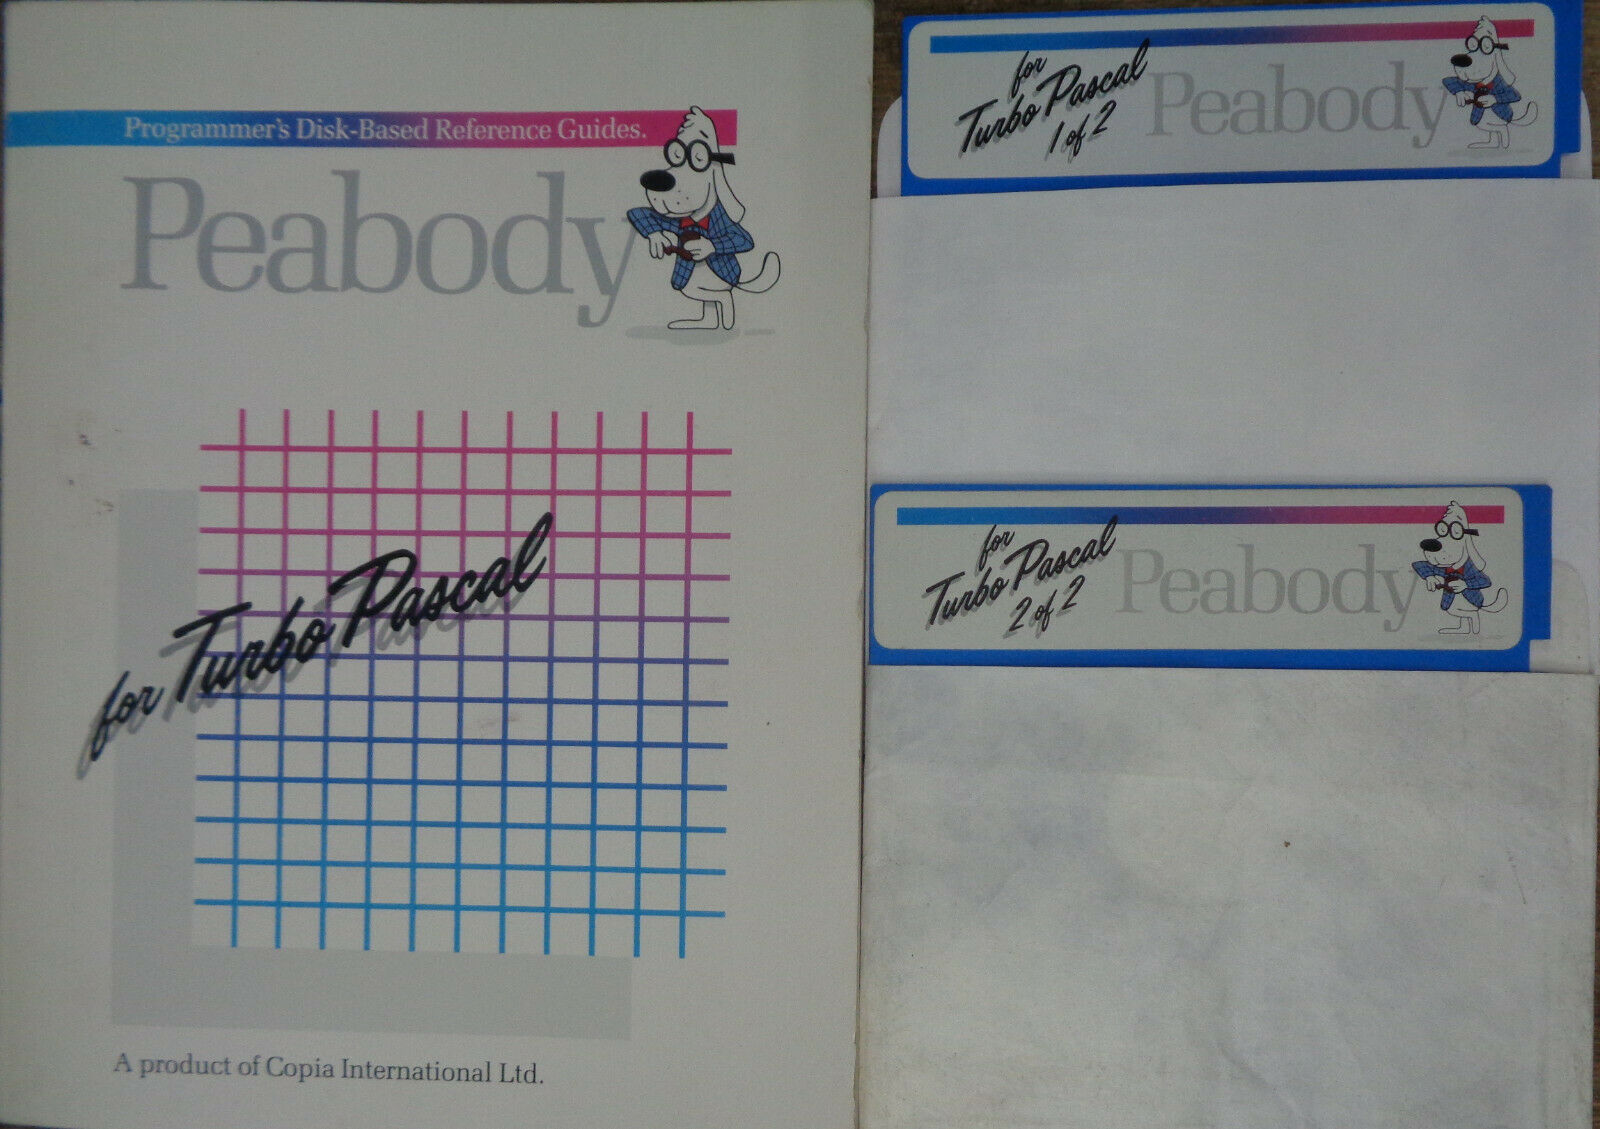 Programmer's Disk-Based Reference Guides.
Peabody
for Turbo Pascal
A product of Copia International Ltd.
for
Turbo Pascal
1 of 2
Peabody
for
Turbo Pascal
2 of 2
Peabody